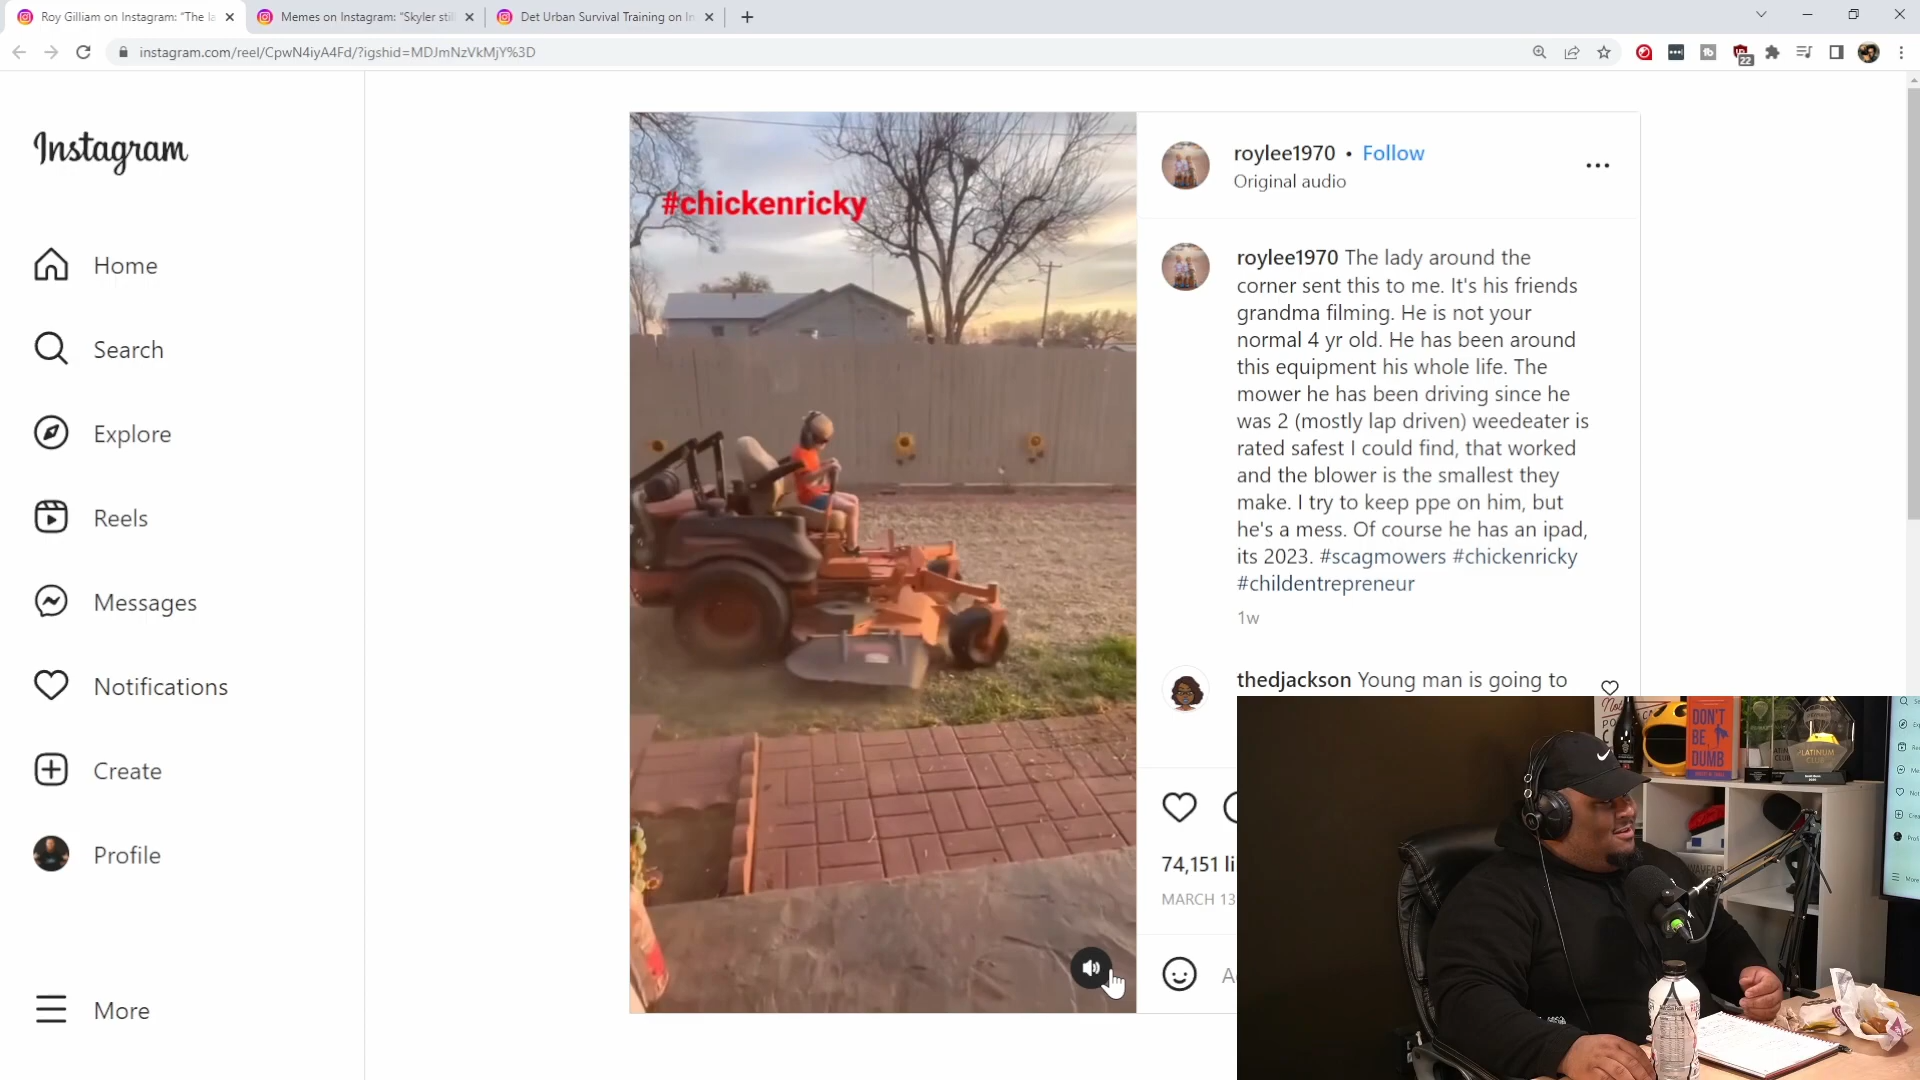 Roy Gilliam on Instagram: "The la
Memes on Instagram: "Skyler stil
Det Urban Survival Training on In
instagram.com/reel/CpwN4iyA4Fd/?igshid=MDJmNzVkMjY%3D
22
Instagram
Home
Search
Explore
Reels
Messages
Notifications
Create
Profile
More
#chickenricky
roylee1970 • Follow
Original audio
roylee1970 The lady around the
corner sent this to me. It's his friends
grandma filming. He is not your
normal 4 yr old. He has been around
this equipment his whole life. The
mower he has been driving since he
was 2 (mostly lap driven) weedeater is
rated safest I could find, that worked
and the blower is the smallest they
make. I try to keep ppe on him, but
he's a mess. Of course he has an ipad,
its 2023. #scagmowers #chickenricky
#childentrepreneur
1w
thedjackson Young man is going to
74,151 li
MARCH 13
DON'T
BE
DUMB
PLATINUM
CLUB